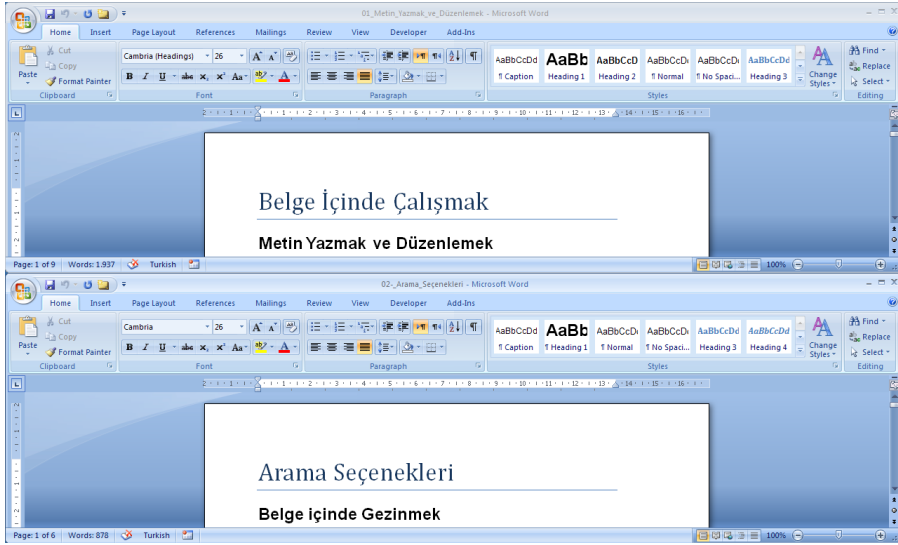 01_Metin_Yazmak_ve_Düzenlemek - Microsoft Word
Home Insert Page Layout References Mailings Review View Developer Add-Ins
Cut
Copy
Format Painter
Paste
Clipboard
Cambria (Headings) 26
Font
Paragraph
AaBbCcDd AaBb AaBbCcD AaBbCcDd AaBbCcDd AaBbCcDd
¶ Caption Heading 1 Heading 2 ¶ Normal ¶ No Spaci... Heading 3
Change Styles
Styles
Find
Replace
Select
Editing
Belge İçinde Çalışmak
Metin Yazmak ve Düzenlemek
Page: 1 of 9 Words: 1.937 Turkish 100%
02-_Arama_Seçenekleri - Microsoft Word
Home Insert Page Layout References Mailings Review View Developer Add-Ins
Cut
Copy
Format Painter
Paste
Clipboard
Cambria 26
Font
Paragraph
AaBbCcDd AaBb AaBbCcDd AaBbCcDd AaBbCcDd AaBbCcDd
¶ Caption ¶ Heading 1 ¶ Normal ¶ No Spaci... Heading 3 Heading 4
Change Styles
Styles
Find
Replace
Select
Editing
Arama Seçenekleri
Belge içinde Gezinmek
Page: 1 of 6 Words: 878 Turkish 100%